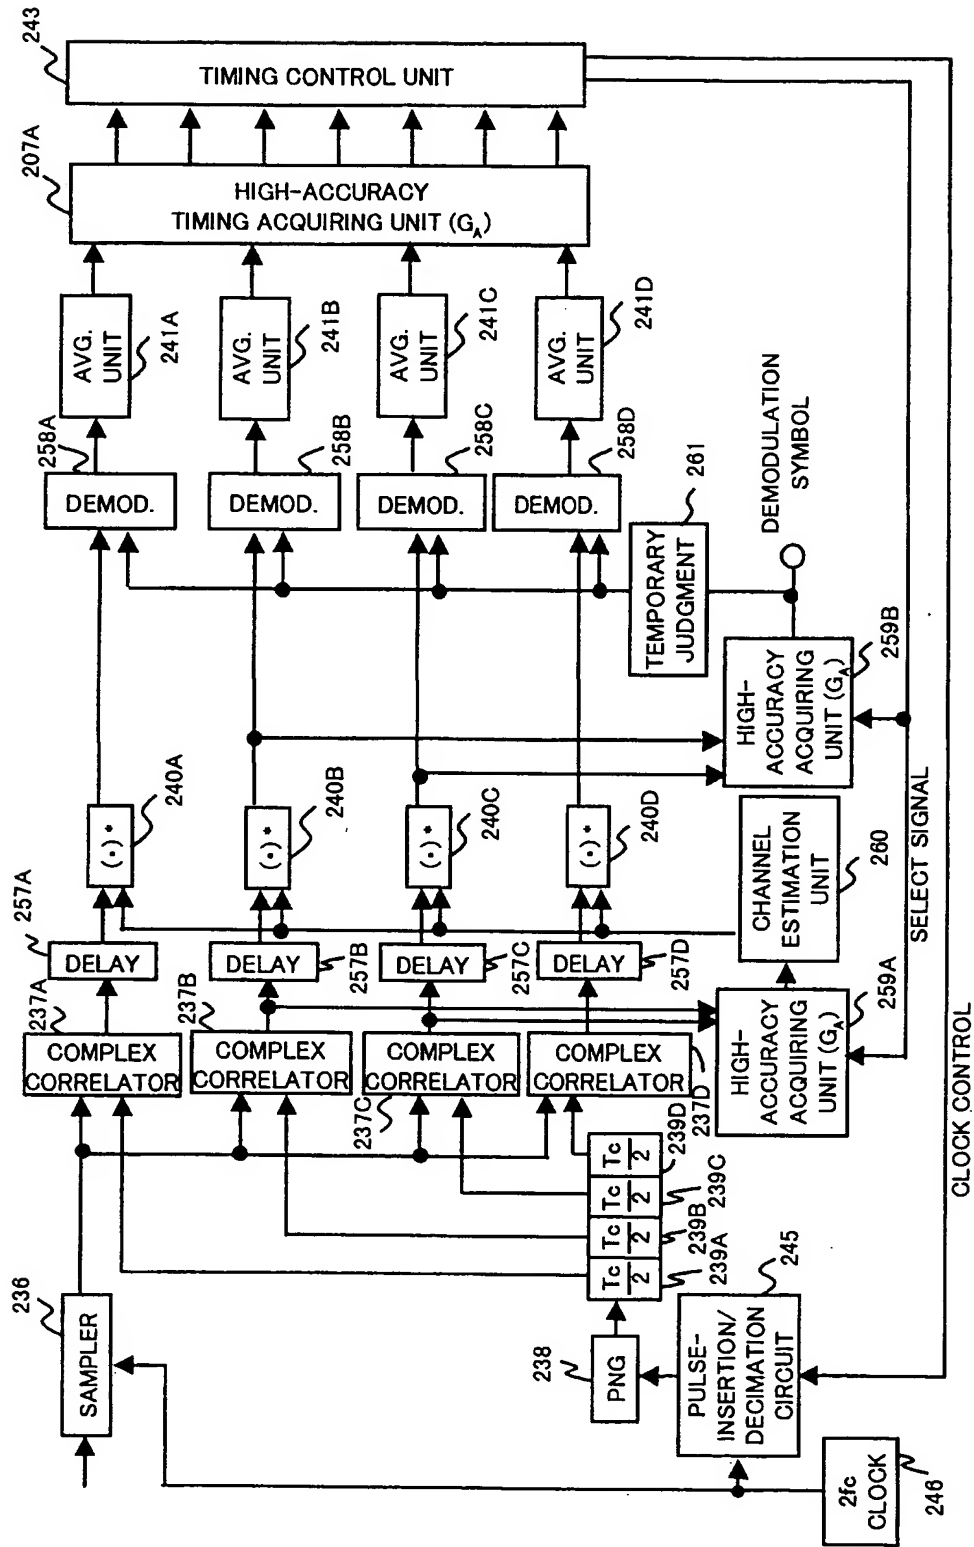 243
TIMING CONTROL UNIT
207A
HIGH-ACCURACY
TIMING ACQUIRING UNIT (GA)
AVG.
UNIT
241A
AVG.
UNIT
241B
AVG.
UNIT
241C
AVG.
UNIT
241D
258A
DEMOD.
258B
DEMOD.
258C
DEMOD.
258D
DEMOD.
261
TEMPORARY
JUDGMENT
DEMODULATION
SYMBOL
HIGH-
ACCURACY
ACQUIRING
UNIT (GA)
259B
(•) *
240A
(•) *
240B
(•) *
240C
(•) *
240D
CHANNEL
ESTIMATION
UNIT
260
SELECT SIGNAL
257A
DELAY
DELAY
257B
DELAY
257C
DELAY
257D
237A
COMPLEX
CORRELATOR
237B
COMPLEX
CORRELATOR
COMPLEX
CORRELATOR
237C
COMPLEX
CORRELATOR
237D
HIGH-
ACCURACY
ACQUIRING
UNIT (GA)
259A
CLOCK CONTROL
236
SAMPLER
Tc
2
Tc
2
Tc
2
Tc
2
239A
239B
239C
239D
238
PNG
245
PULSE-
INSERTION/
DECIMATION
CIRCUIT
2fc
CLOCK
246